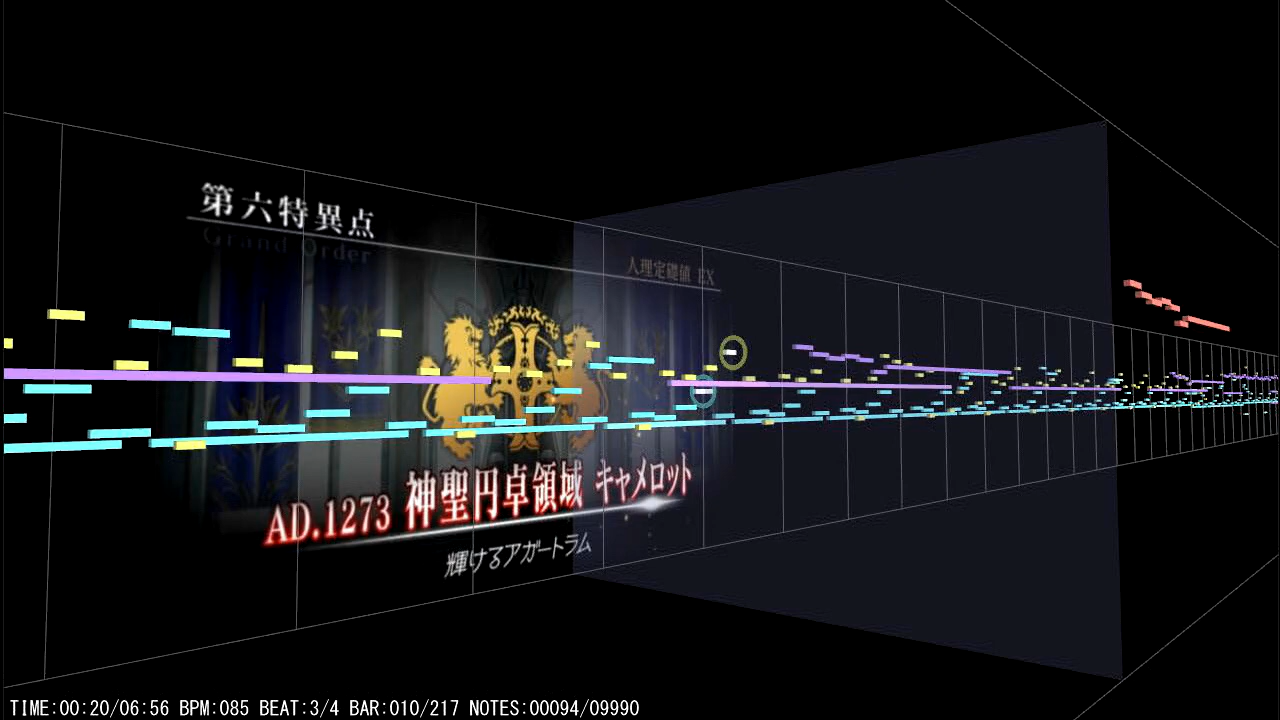 第六特異点
Grand Order
人理定礎値 EX
AD.1273 神聖円卓領域 キャメロット
輝けるアガートラム
TIME:00:20/06:56 BPM:085 BEAT:3/4 BAR:010/217 NOTES:00094/09990